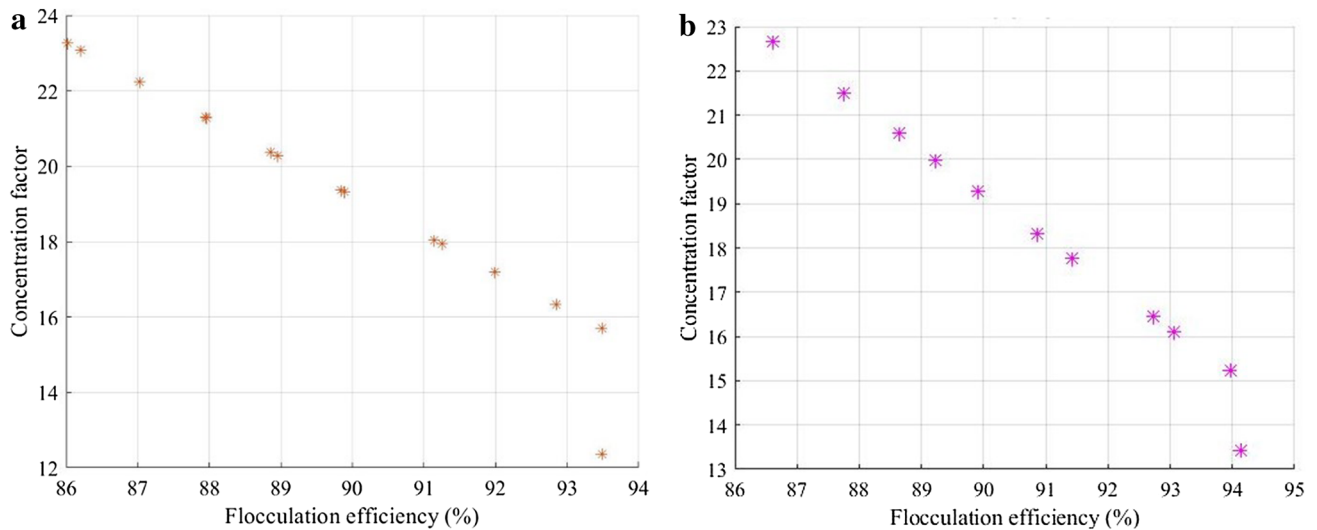 a
24
22
20
18
16
14
12
Concentration factor
86 87 88 89 90 91 92 93 94
Flocculation efficiency (%)
b
23
22
21
20
19
18
17
16
15
14
13
Concentration factor
86 87 88 89 90 91 92 93 94 95
Flocculation efficiency (%)